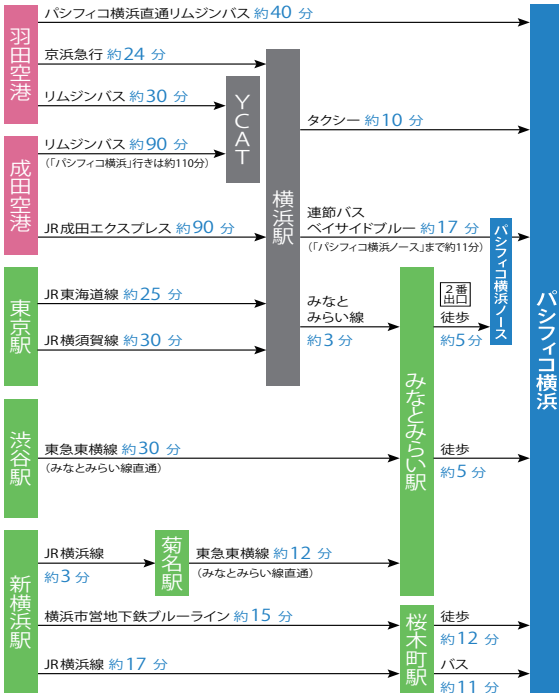 羽田空港
パシフィコ横浜直通リムジンバス 約40 分
京浜急行 約24 分
リムジンバス 約30 分
YCAT
成田空港
リムジンバス 約90 分
(「パシフィコ横浜」行きは約110分)
JR成田エクスプレス 約90 分
横浜駅
タクシー 約10 分
連節バス
ベイサイドブルー 約17 分
(「パシフィコ横浜ノース」まで約11分)
パシフィコ横浜ノース
パシフィコ横浜
東京駅
JR東海道線 約25 分
JR横須賀線 約30 分
みなと
みらい線
約3 分
みなとみらい駅
2番
出口
徒歩
約5 分
渋谷駅
東急東横線 約30 分
(みなとみらい線直通)
徒歩
約5 分
新横浜駅
JR横浜線
約3 分
菊名駅
東急東横線 約12 分
(みなとみらい線直通)
横浜市営地下鉄ブルーライン 約15 分
JR横浜線 約17 分
桜木町駅
徒歩
約12 分
バス
約11 分